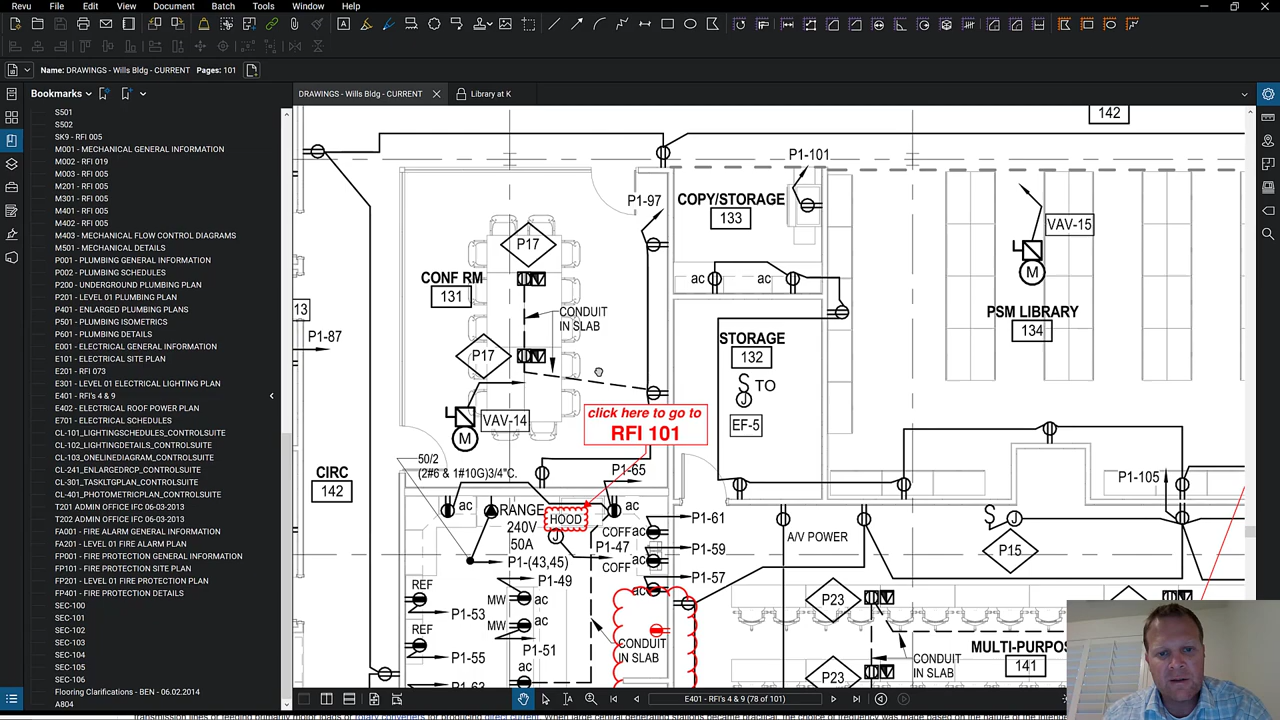 Revu File Edit View Document Batch Tools Window Help
Name: DRAWINGS - Wills Bldg - CURRENT Pages: 101
Bookmarks
DRAWINGS - Wills Bldg - CURRENT
Library at K
S501
S502
SK9 - RFI 005
M001 - MECHANICAL GENERAL INFORMATION
M002 - RFI 019
M003 - RFI 005
M201 - RFI 005
M301 - RFI 005
M401 - RFI 005
M402 - RFI 005
M403 - MECHANICAL FLOW CONTROL DIAGRAMS
M501 - MECHANICAL DETAILS
P001 - PLUMBING GENERAL INFORMATION
P002 - PLUMBING SCHEDULES
P200 - UNDERGROUND PLUMBING PLAN
P201 - LEVEL 01 PLUMBING PLAN
P401 - ENLARGED PLUMBING PLANS
P501 - PLUMBING ISOMETRICS
P601 - PLUMBING DETAILS
E001 - ELECTRICAL GENERAL INFORMATION
E101 - ELECTRICAL SITE PLAN
E201 - RFI 073
E301 - LEVEL 01 ELECTRICAL LIGHTING PLAN
E401 - RFI's 4 & 9
E402 - ELECTRICAL ROOF POWER PLAN
E701 - ELECTRICAL SCHEDULES
CL-101_LIGHTINGSCHEDULES_CONTROLSUITE
CL-102_LIGHTINGDETAILS_CONTROLSUITE
CL-103_ONELINEDIAGRAM_CONTROLSUITE
CL-241_ENLARGEDRCP_CONTROLSUITE
CL-301_TASKLTGPLAN_CONTROLSUITE
CL-401_PHOTOMETRICPLAN_CONTROLSUITE
T201 ADMIN OFFICE IFC 06-03-2013
T202 ADMIN OFFICE IFC 06-03-2013
FA001 - FIRE ALARM GENERAL INFORMATION
FA201 - LEVEL 01 FIRE ALARM PLAN
FP001 - FIRE PROTECTION GENERAL INFORMATION
FP101 - FIRE PROTECTION SITE PLAN
FP201 - LEVEL 01 FIRE PROTECTION PLAN
FP401 - FIRE PROTECTION DETAILS
SEC-100
SEC-101
SEC-102
SEC-103
SEC-104
SEC-105
SEC-106
Flooring Clarifications - BEN - 06.02.2014
A804
142
P1-101
P1-97
COPY/STORAGE
133
VAV-15
M
P17
CONF RM
131
ac
ac
13
CONDUIT
IN SLAB
PSM LIBRARY
134
P1-87
STORAGE
132
P17
S TO
J
EF-5
click here to go to
RFI 101
VAV-14
M
50/2
(2#6 & 1#10G)3/4"C.
P1-65
CIRC
142
P1-105
ac
RANGE
240V
50A
HOOD
ac
J
P1-61
COFF
S J
A/V POWER
P15
P1-47
P1-59
COFF
P1-(43,45)
P1-57
P1-49
REF
MW
ac
P23
P1-53
MW
REF
CONDUIT
IN SLAB
P1-51
MULTI-PURPO
141
P1-55
ac
CONDUIT
IN SLAB
P23
E401 - RFI's 4 & 9 (78 of 101)